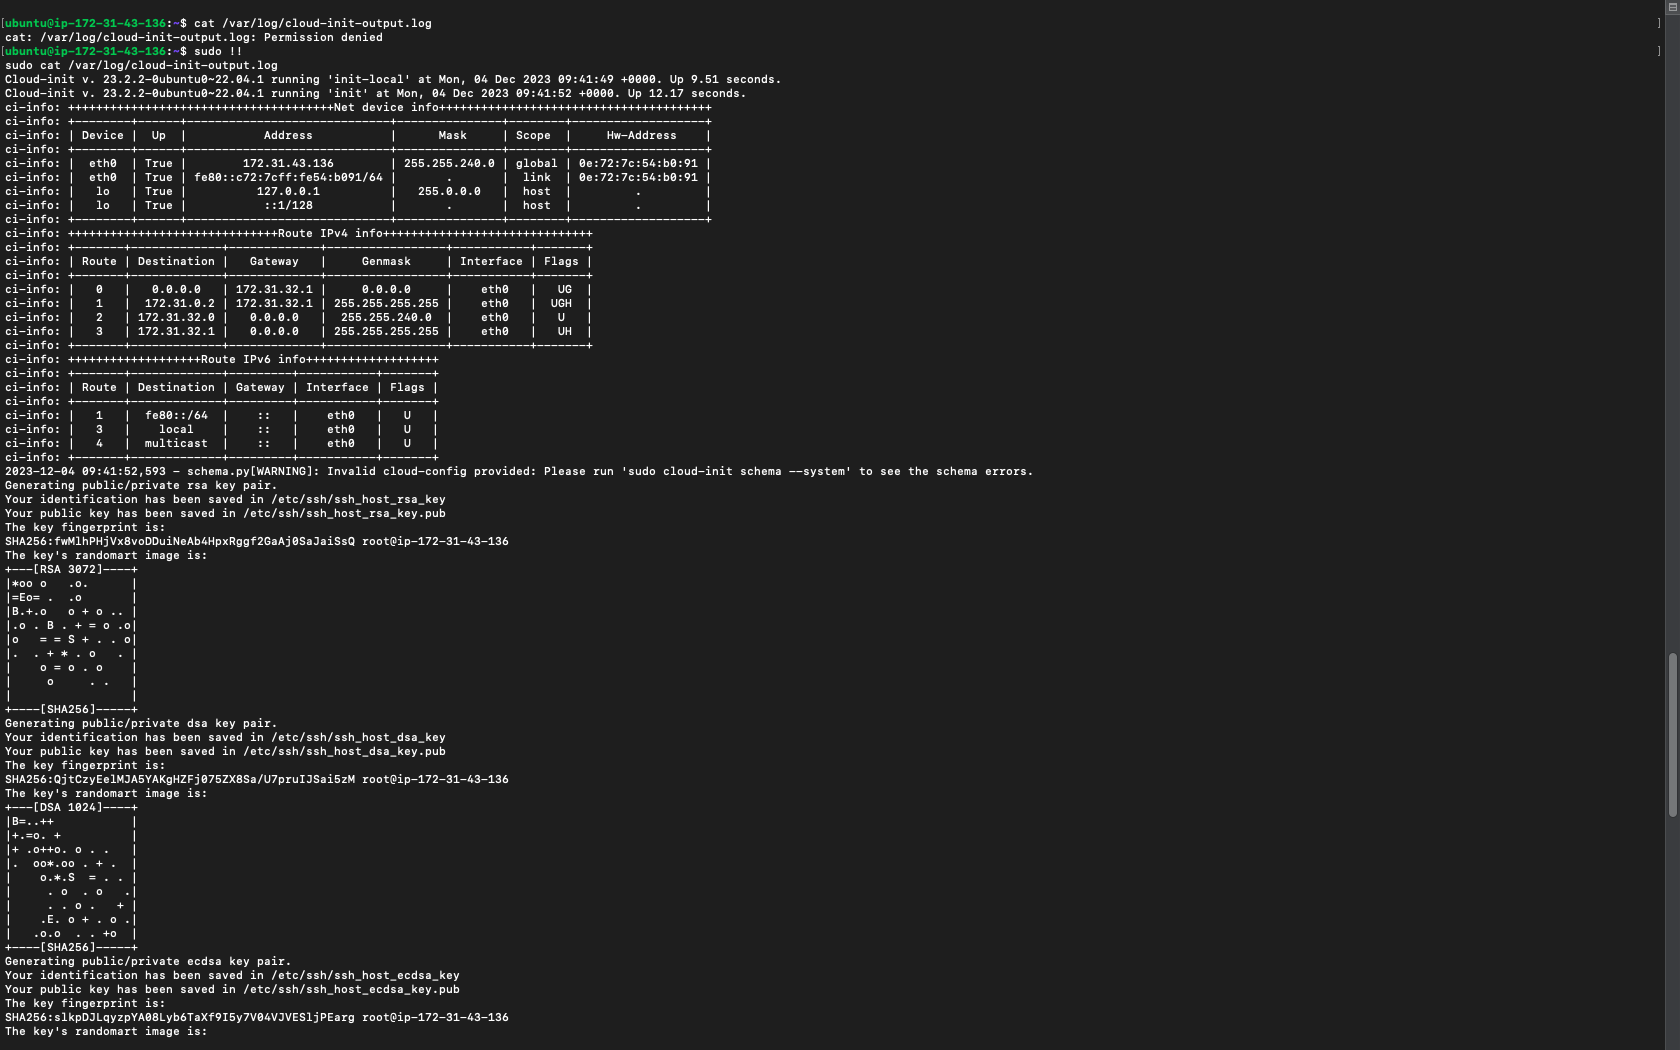 [ubuntu@ip-172-31-43-136:~$ cat /var/log/cloud-init-output.log ]
cat: /var/log/cloud-init-output.log: Permission denied
[ubuntu@ip-172-31-43-136:~$ sudo !! ]
sudo cat /var/log/cloud-init-output.log
Cloud-init v. 23.2.2-0ubuntu0~22.04.1 running 'init-local' at Mon, 04 Dec 2023 09:41:49 +0000. Up 9.51 seconds.
Cloud-init v. 23.2.2-0ubuntu0~22.04.1 running 'init' at Mon, 04 Dec 2023 09:41:52 +0000. Up 12.17 seconds.
ci-info: ++++++++++++++++++++++++++++++++++++++Net device info+++++++++++++++++++++++++++++++++++++++
ci-info: +--------+------+-----------------------------+---------------+--------+-------------------+
ci-info: | Device |  Up  |           Address           |      Mask     | Scope  |     Hw-Address    |
ci-info: +--------+------+-----------------------------+---------------+--------+-------------------+
ci-info: |  eth0  | True |        172.31.43.136        | 255.255.240.0 | global | 0e:72:7c:54:b0:91 |
ci-info: |  eth0  | True | fe80::c72:7cff:fe54:b091/64 |       .       |  link  | 0e:72:7c:54:b0:91 |
ci-info: |   lo   | True |          127.0.0.1          |   255.0.0.0   |  host  |         .         |
ci-info: |   lo   | True |           ::1/128           |       .       |  host  |         .         |
ci-info: +--------+------+-----------------------------+---------------+--------+-------------------+
ci-info: ++++++++++++++++++++++++++++++Route IPv4 info++++++++++++++++++++++++++++++
ci-info: +-------+-------------+-------------+-----------------+-----------+-------+
ci-info: | Route | Destination |   Gateway   |     Genmask     | Interface | Flags |
ci-info: +-------+-------------+-------------+-----------------+-----------+-------+
ci-info: |   0   |   0.0.0.0   | 172.31.32.1 |     0.0.0.0     |    eth0   |   UG  |
ci-info: |   1   |  172.31.0.2 | 172.31.32.1 | 255.255.255.255 |    eth0   |  UGH  |
ci-info: |   2   | 172.31.32.0 |   0.0.0.0   |  255.255.240.0  |    eth0   |   U   |
ci-info: |   3   | 172.31.32.1 |   0.0.0.0   | 255.255.255.255 |    eth0   |   UH  |
ci-info: +-------+-------------+-------------+-----------------+-----------+-------+
ci-info: +++++++++++++++++++Route IPv6 info+++++++++++++++++++
ci-info: +-------+-------------+---------+-----------+-------+
ci-info: | Route | Destination | Gateway | Interface | Flags |
ci-info: +-------+-------------+---------+-----------+-------+
ci-info: |   1   |  fe80::/64  |    ::   |    eth0   |   U   |
ci-info: |   3   |    local    |    ::   |    eth0   |   U   |
ci-info: |   4   |  multicast  |    ::   |    eth0   |   U   |
ci-info: +-------+-------------+---------+-----------+-------+
2023-12-04 09:41:52,593 - schema.py[WARNING]: Invalid cloud-config provided: Please run 'sudo cloud-init schema --system' to see the schema errors.
Generating public/private rsa key pair.
Your identification has been saved in /etc/ssh/ssh_host_rsa_key
Your public key has been saved in /etc/ssh/ssh_host_rsa_key.pub
The key fingerprint is:
SHA256:fwMlhPHjVx8voDDuiNeAb4HpxRggf2GaAj0SaJaiSsQ root@ip-172-31-43-136
The key's randomart image is:
+---[RSA 3072]----+
|*oo o   .o.      |
|=Eo= .  .o       |
|B.+.o   o + o .. |
|.o . B . + = o .o|
|o   = = S + . . o|
|.  . + * . o   . |
|    o = o . o    |
|     o     . .   |
|                 |
+----[SHA256]-----+
Generating public/private dsa key pair.
Your identification has been saved in /etc/ssh/ssh_host_dsa_key
Your public key has been saved in /etc/ssh/ssh_host_dsa_key.pub
The key fingerprint is:
SHA256:QjtCzyEelMJA5YAKgHZFj075ZX8Sa/U7pruIJSai5zM root@ip-172-31-43-136
The key's randomart image is:
+---[DSA 1024]----+
|B=..++           |
|+.=o. +          |
|+ .o++o. o . .   |
|.  oo*.oo . + .  |
|    o.*.S  = . . |
|     . o  . o   .|
|     . . o .   + |
|    .E. o + . o .|
|   .o.o  . . +o  |
+----[SHA256]-----+
Generating public/private ecdsa key pair.
Your identification has been saved in /etc/ssh/ssh_host_ecdsa_key
Your public key has been saved in /etc/ssh/ssh_host_ecdsa_key.pub
The key fingerprint is:
SHA256:slkpDJLqyzpYA08Lyb6TaXf9I5y7V04VJVESljPEarg root@ip-172-31-43-136
The key's randomart image is: